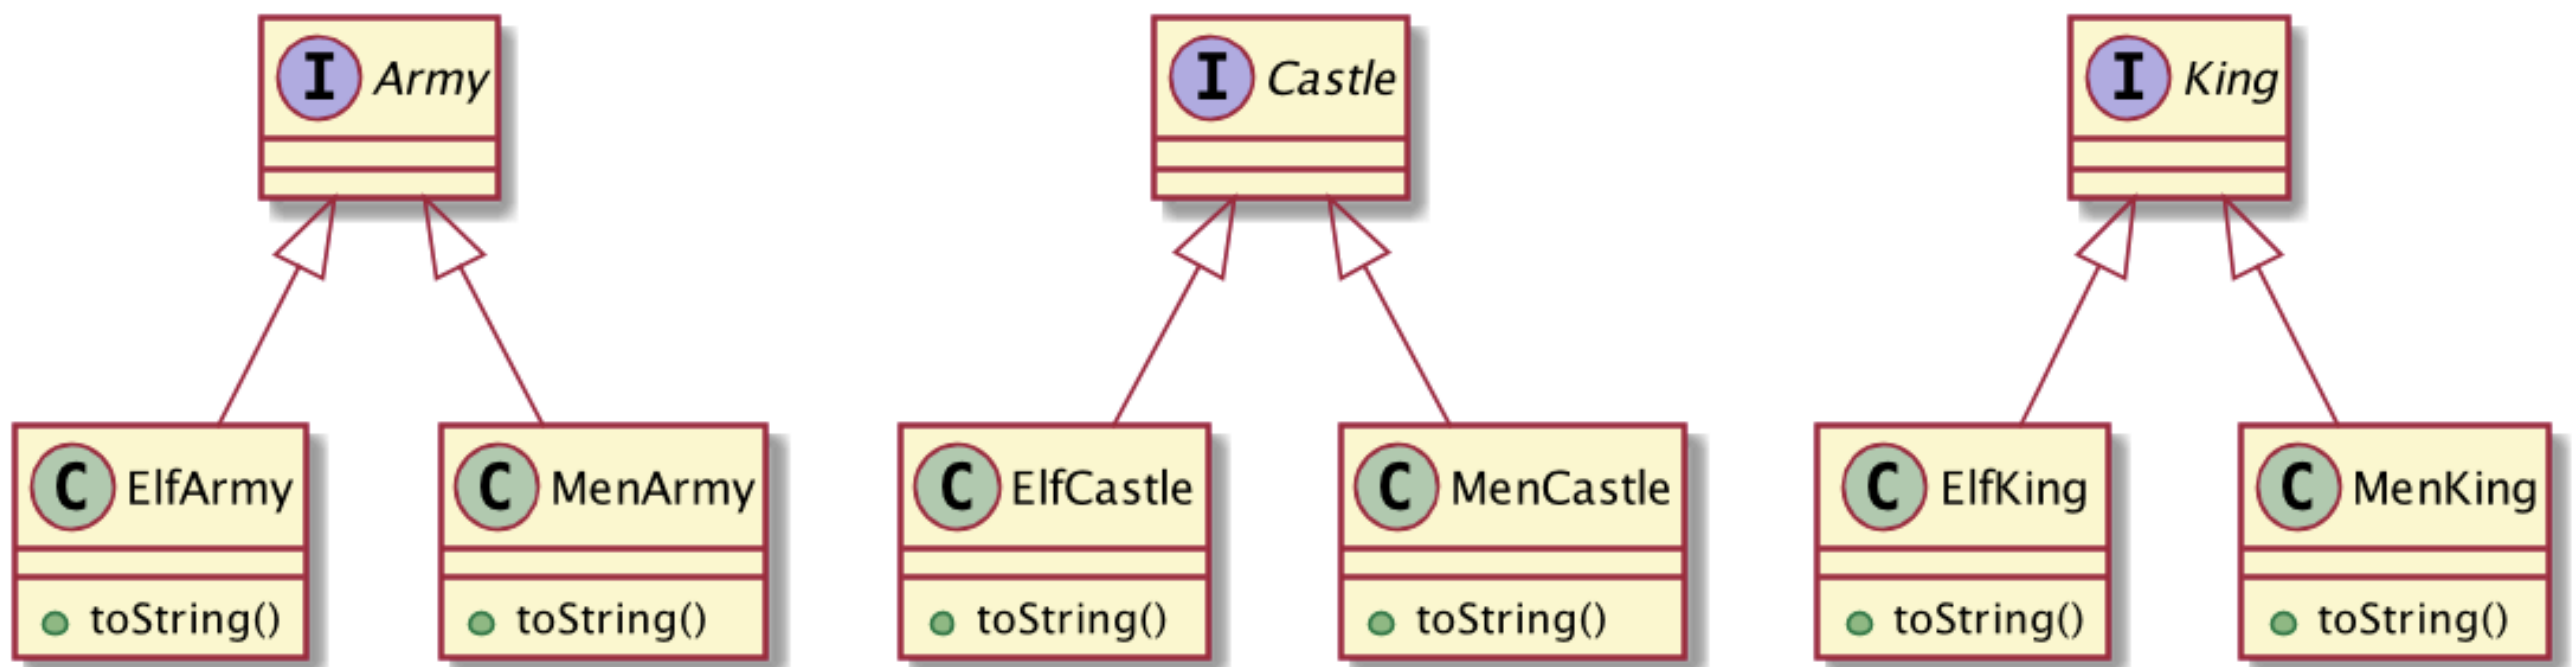 I Army
I Castle
I King
C ElfArmy
C MenArmy
C ElfCastle
C MenCastle
C ElfKing
C MenKing
toString()
toString()
toString()
toString()
toString()
toString()